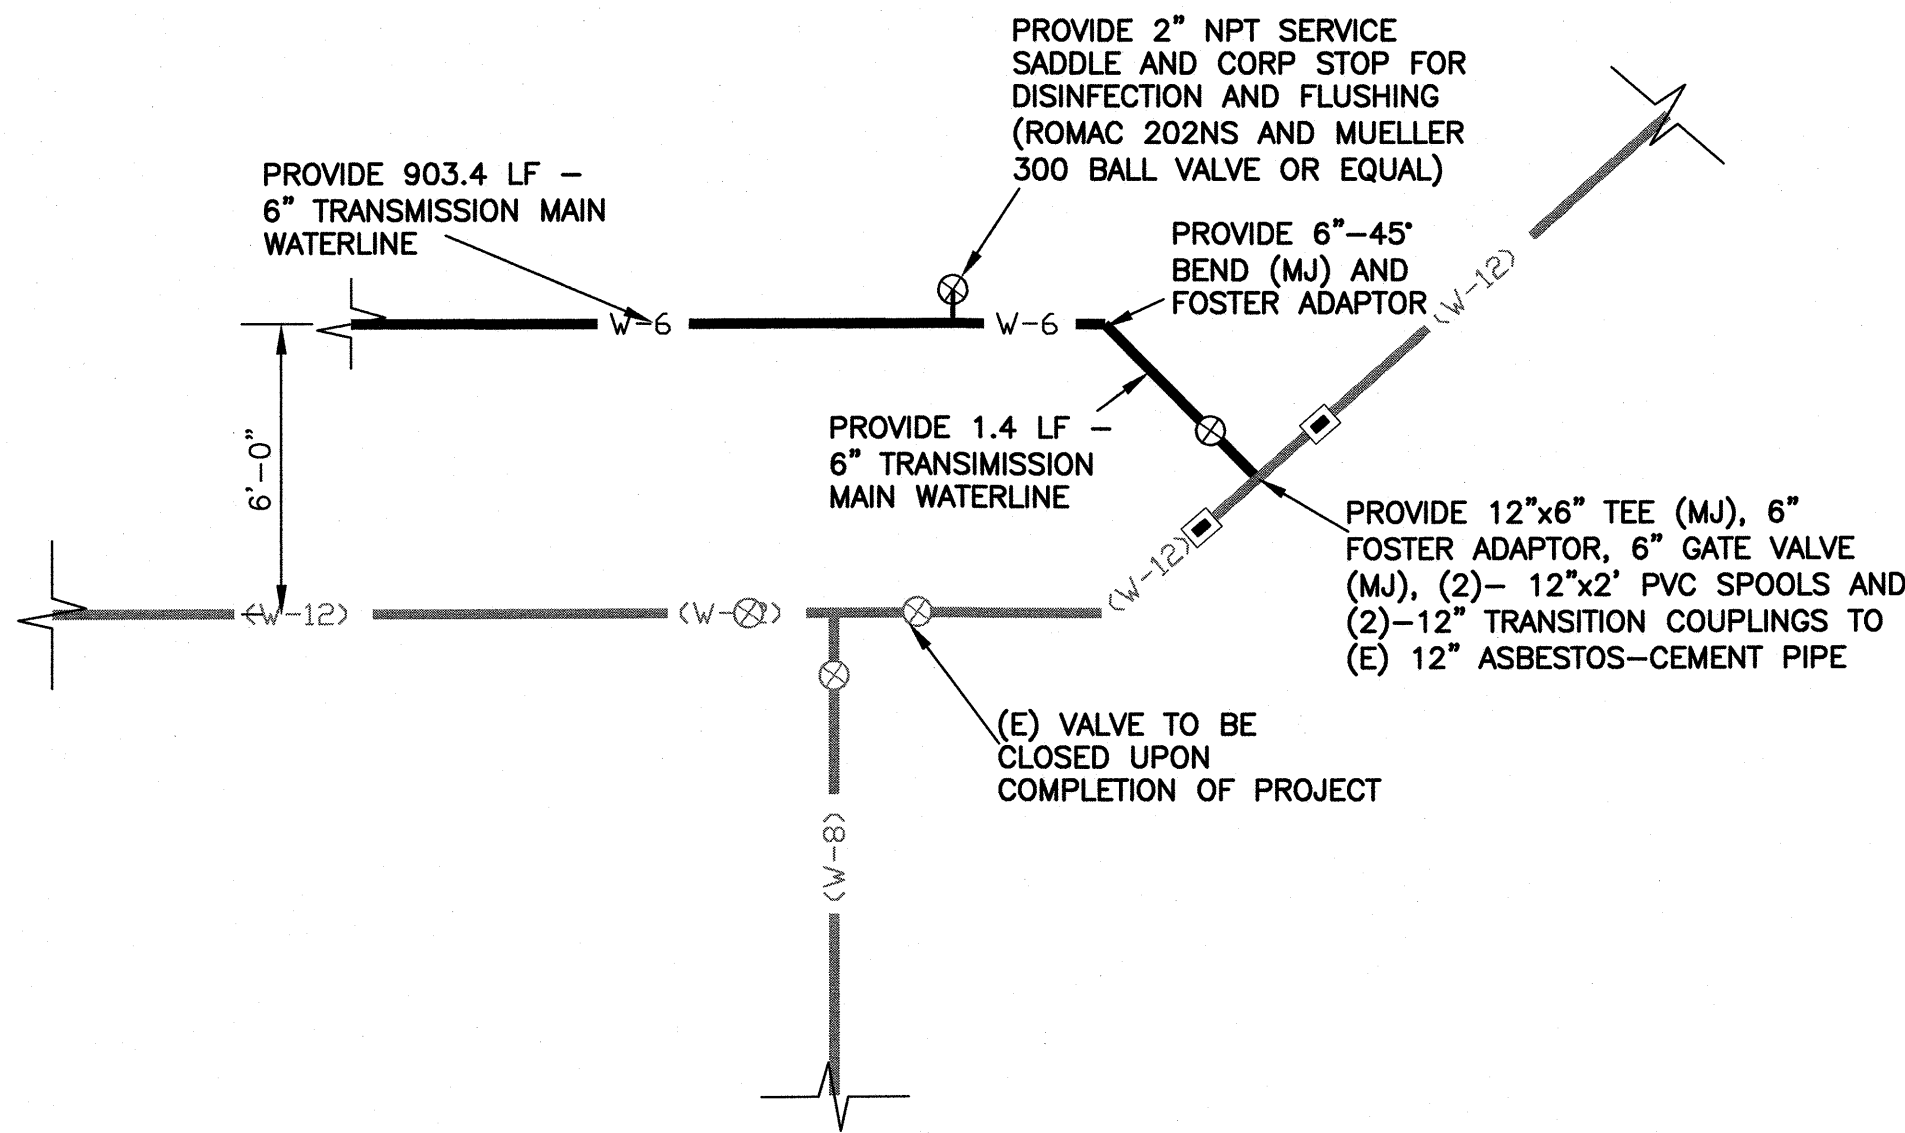 PROVIDE 2" NPT SERVICE
SADDLE AND CORP STOP FOR
DISINFECTION AND FLUSHING
(ROMAC 202NS AND MUELLER
300 BALL VALVE OR EQUAL)
PROVIDE 903.4 LF –
6" TRANSMISSION MAIN
WATERLINE
PROVIDE 6"–45°
BEND (MJ) AND
FOSTER ADAPTOR
(W-12)
W-6
W-6
6'-0"
PROVIDE 1.4 LF –
6" TRANSIMISSION
MAIN WATERLINE
PROVIDE 12"x6" TEE (MJ), 6"
FOSTER ADAPTOR, 6" GATE VALVE
(MJ), (2)– 12"x2' PVC SPOOLS AND
(2)–12" TRANSITION COUPLINGS TO
(E) 12" ASBESTOS–CEMENT PIPE
(W-12)
(W-12)
(W-12)
(E) VALVE TO BE
CLOSED UPON
COMPLETION OF PROJECT
(W-8)